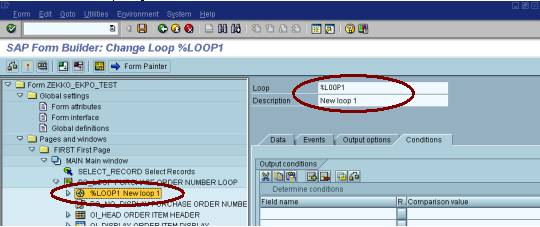 Form Edit Goto Utilities Environment System Help
SAP Form Builder: Change Loop %LOOP1
Form Painter
Form ZEKKO_EKPO_TEST
Global settings
Form attributes
Form interface
Global definitions
Pages and windows
FIRST First Page
MAIN Main window
SELECT_RECORD Select Records
PURCHASE ORDER NUMBER LOOP
%LOOP1 New loop 1
PURCHASE ORDER NUMBE
OI_HEAD ORDER ITEM HEADER
OI_DISPLAY ORDER ITEM DISPLAY
Loop %LOOP1
Description New loop 1
Data Events Output options Conditions
Output conditions
Determine conditions
Field name R Comparison value